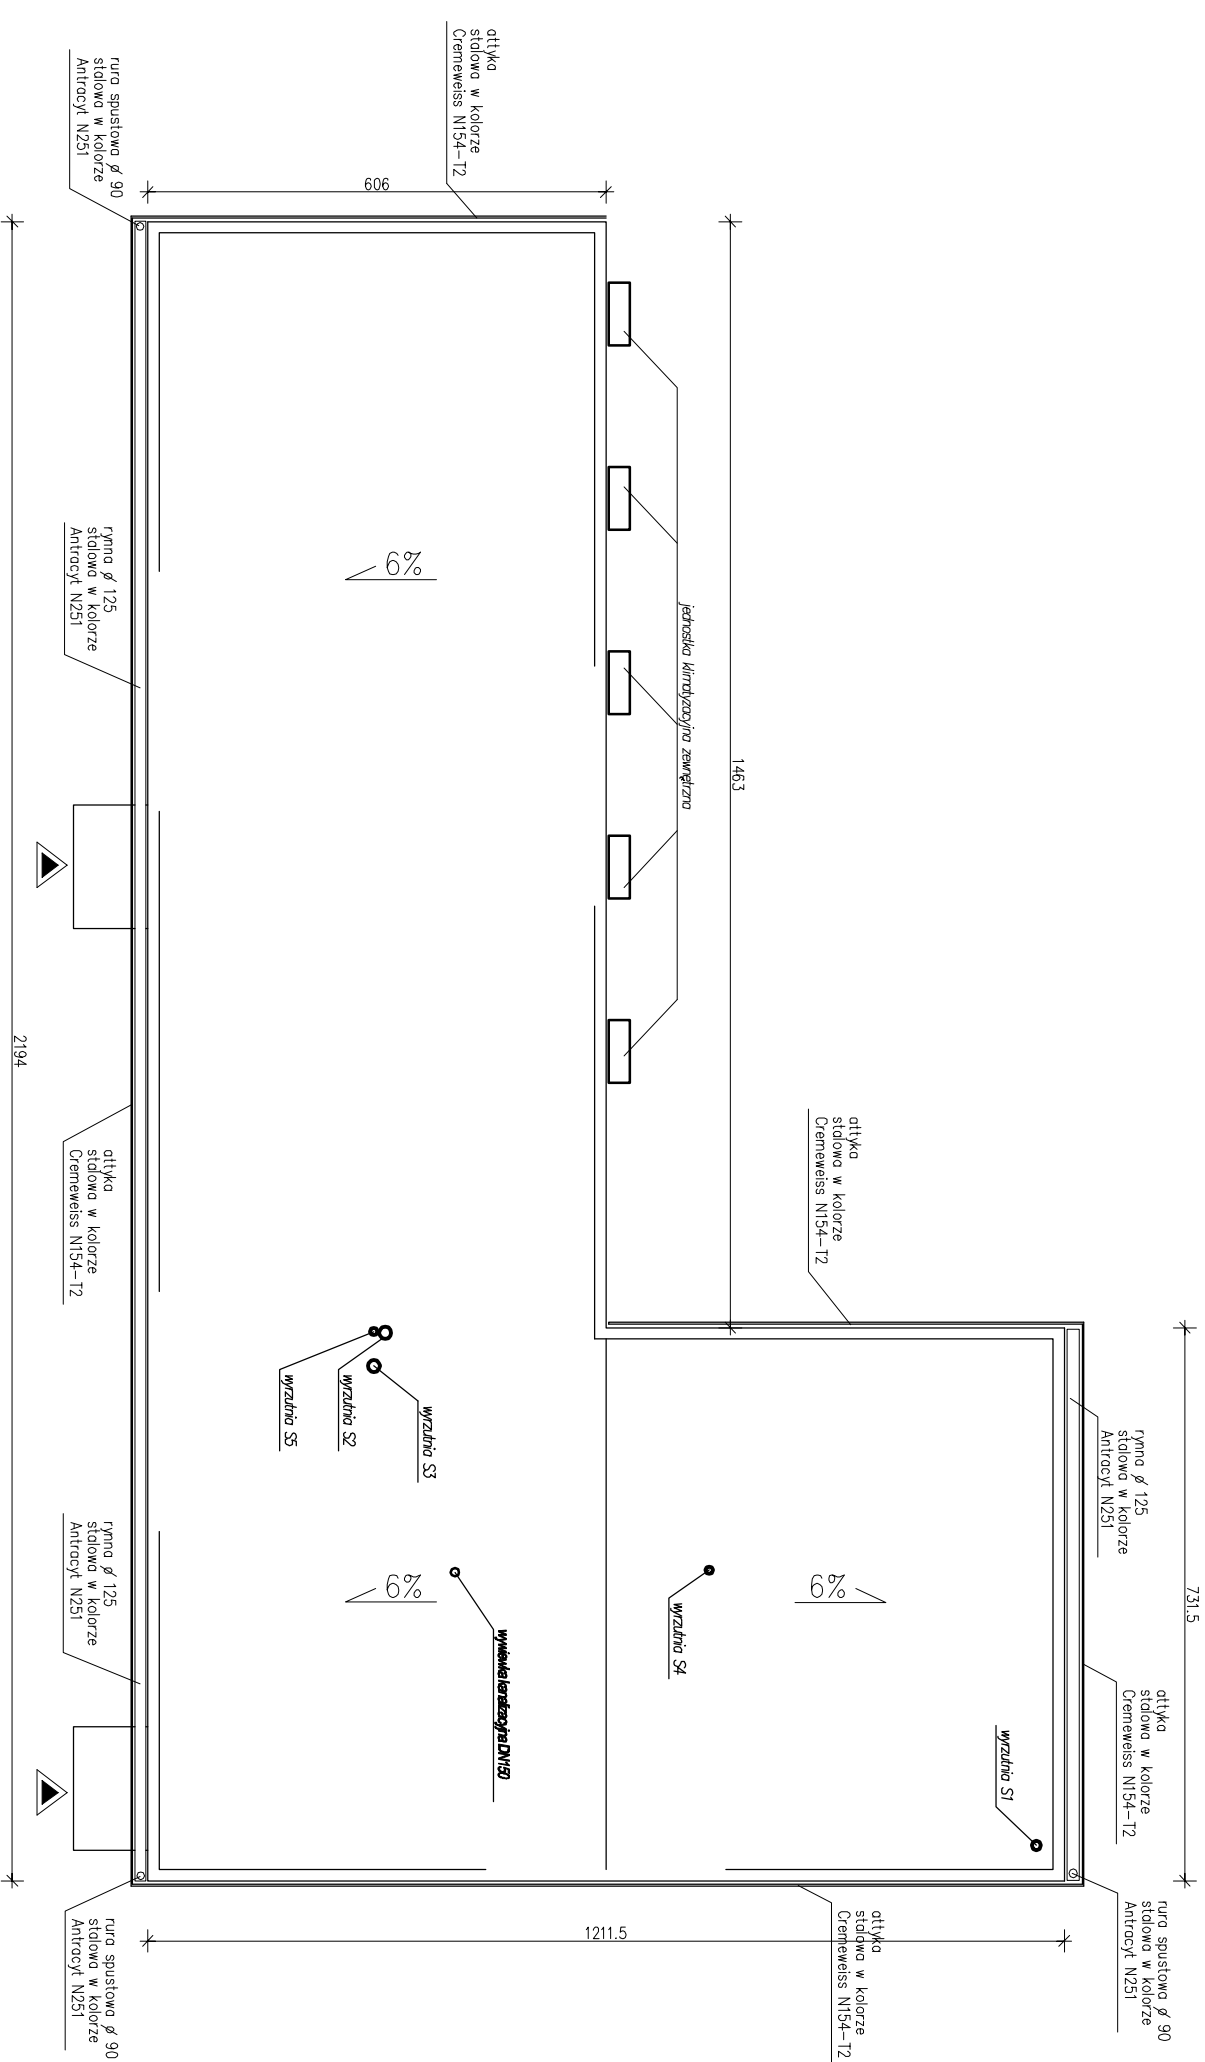 attyka
stalowa w kolorze
Cremeweiss N154-T2
rura spustowa ø 90
stalowa w kolorze
Antracyt N251
606
1463
jednostka klimatyzacyjna zewnętrzna
6%
rynna ø 125
stalowa w kolorze
Antracyt N251
2194
attyka
stalowa w kolorze
Cremeweiss N154-T2
attyka
stalowa w kolorze
Cremeweiss N154-T2
731.5
rynna ø 125
stalowa w kolorze
Antracyt N251
wyrzutnia S3
wyrzutnia S2
wyrzutnia S5
6%
6%
wyrzutnia S4
wywiewka kanalizacyjna DN150
wyrzutnia S1
attyka
stalowa w kolorze
Cremeweiss N154-T2
rynna ø 125
stalowa w kolorze
Antracyt N251
rura spustowa ø 90
stalowa w kolorze
Antracyt N251
1211.5
attyka
stalowa w kolorze
Cremeweiss N154-T2
rura spustowa ø 90
stalowa w kolorze
Antracyt N251